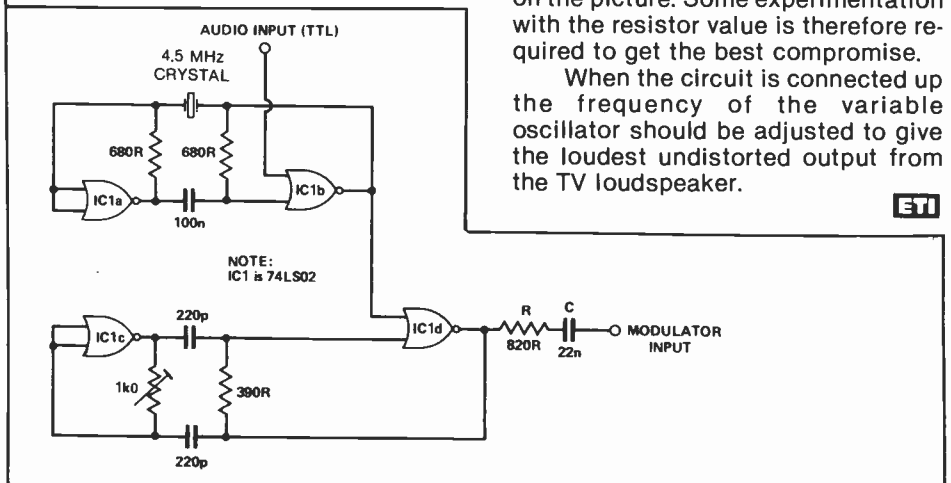 on the picture. Some experimentation
with the resistor value is therefore re-
quired to get the best compromise.
When the circuit is connected up
the frequency of the variable
oscillator should be adjusted to give
the loudest undistorted output from
the TV loudspeaker.
ETI
AUDIO INPUT (TTL)
4.5 MHz
CRYSTAL
680R
680R
IC1a
IC1b
100n
NOTE:
IC1 is 74LS02
220p
IC1c
IC1d
R
C
820R
22n
MODULATOR
INPUT
1k0
390R
220p